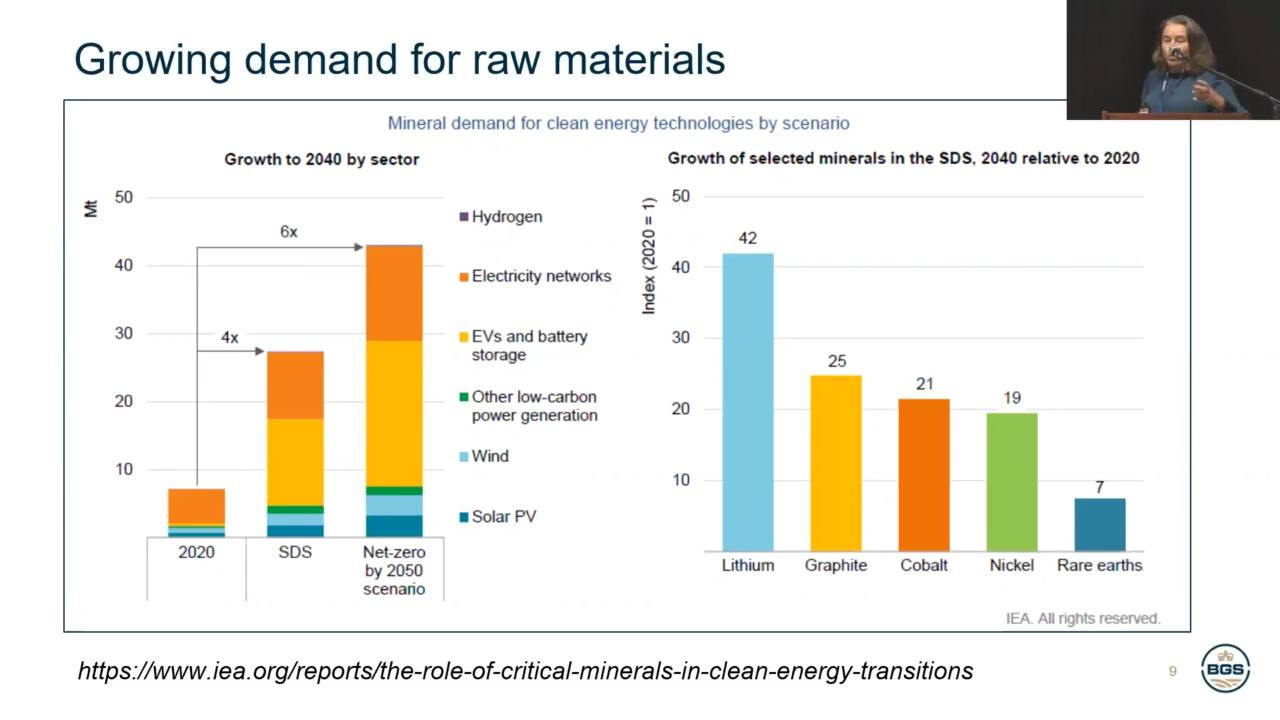 Growing demand for raw materials
Mineral demand for clean energy technologies by scenario
Growth to 2040 by sector
Mt
50
40
30
20
10
6x
4x
2020
SDS
Net-zero
by 2050
scenario
Hydrogen
Electricity networks
EVs and battery
storage
Other low-carbon
power generation
Wind
Solar PV
Growth of selected minerals in the SDS, 2040 relative to 2020
Index (2020 = 1)
50
40
30
20
10
42
25
21
19
7
Lithium
Graphite
Cobalt
Nickel
Rare earths
IEA. All rights reserved.
https://www.iea.org/reports/the-role-of-critical-minerals-in-clean-energy-transitions
9
BGS